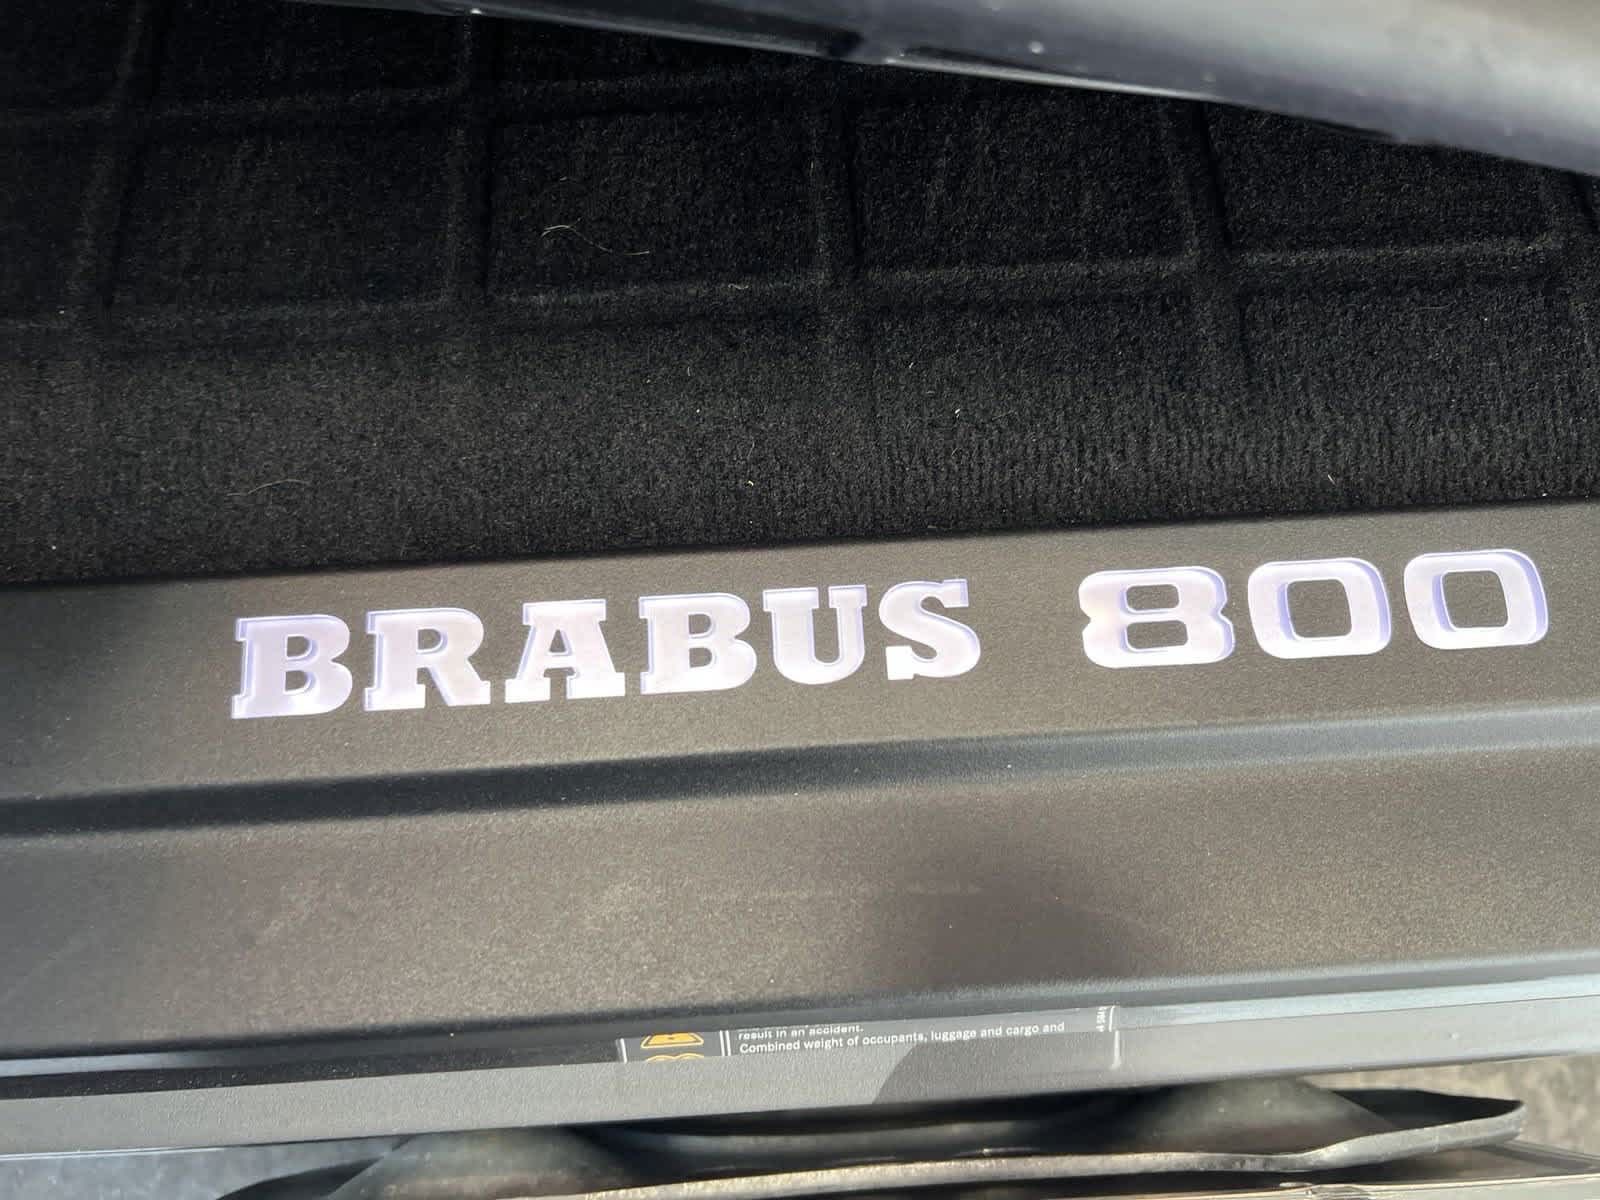 BRABUS 800
result in an accident.
Combined weight of occupants, luggage and cargo and